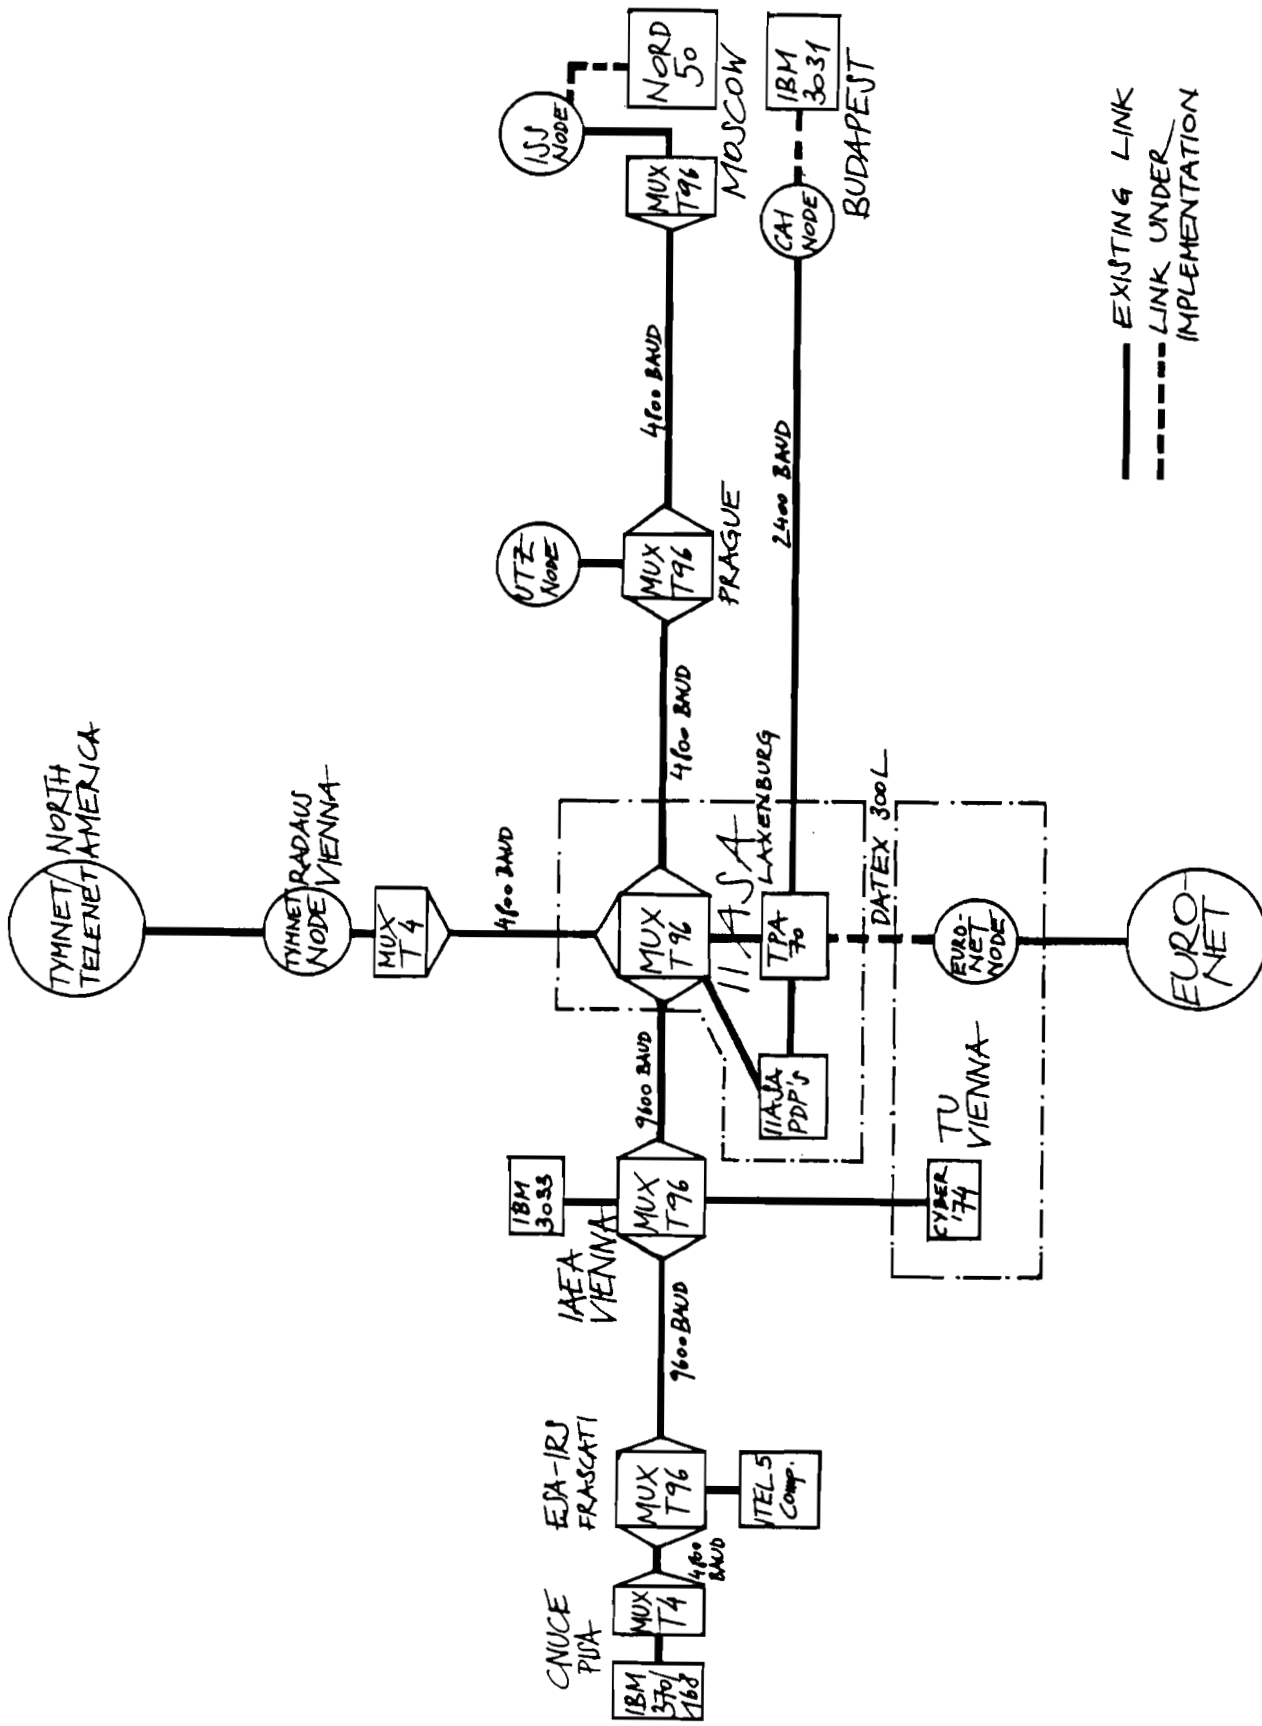 TYMNET/
TELENET
NORTH
AMERICA
TYMNET
NODE
RADAUS
VIENNA
MUX
T4
4800 BAUD
CNUCE
PISA
IBM
370/
168
MUX
T4
4800
BAUD
ESA-IRS
FRASCATI
MUX
T96
ITEL5
Comp.
9600 BAUD
IAEA
VIENNA
IBM
3033
MUX
T96
9600 BAUD
MUX
T96
IIASA
LAXENBURG
IIASA
PDP's
TPA
70
4800 BAUD
UTZ
NODE
MUX
T96
PRAGUE
4800 BAUD
ISS
NODE
MUX
T96
NORD
50
MOSCOW
2400 BAUD
CAI
NODE
IBM
3031
BUDAPEST
DATEX 300L
CYBER
'74
TU
VIENNA
EURO-
NET
NODE
EURO-
NET
EXISTING LINK
LINK UNDER
IMPLEMENTATION